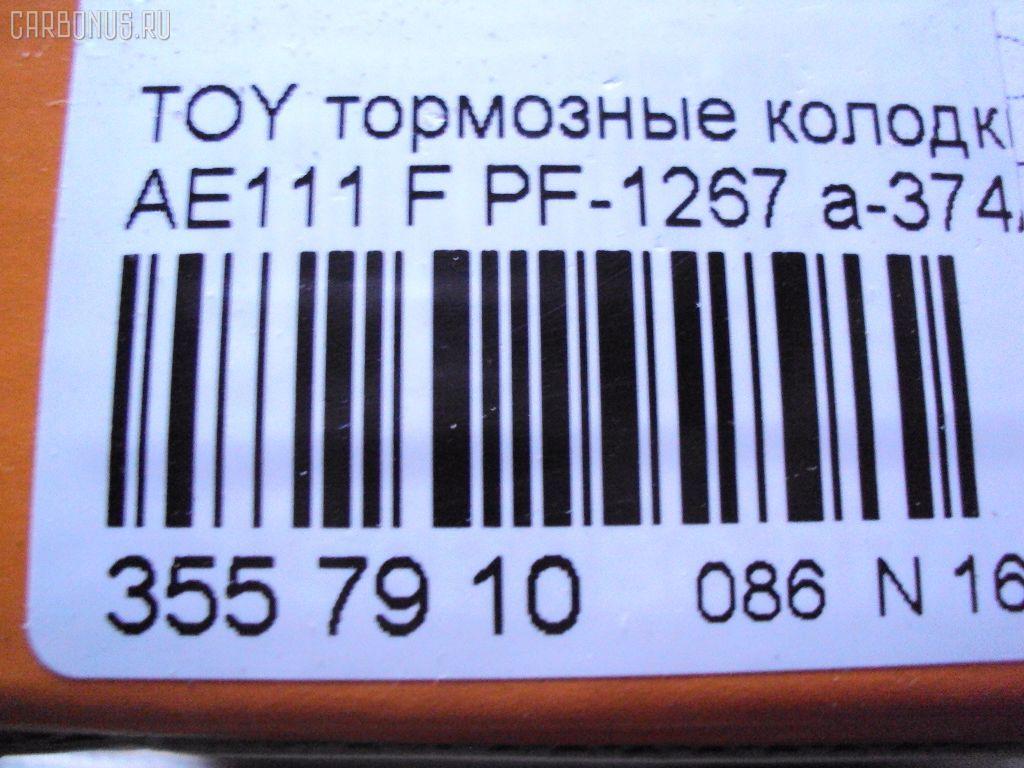 CARBONUS.RU
TOY тормозные колодк
AE111 F PF-1267 a-374
355 79 10 086 N 16